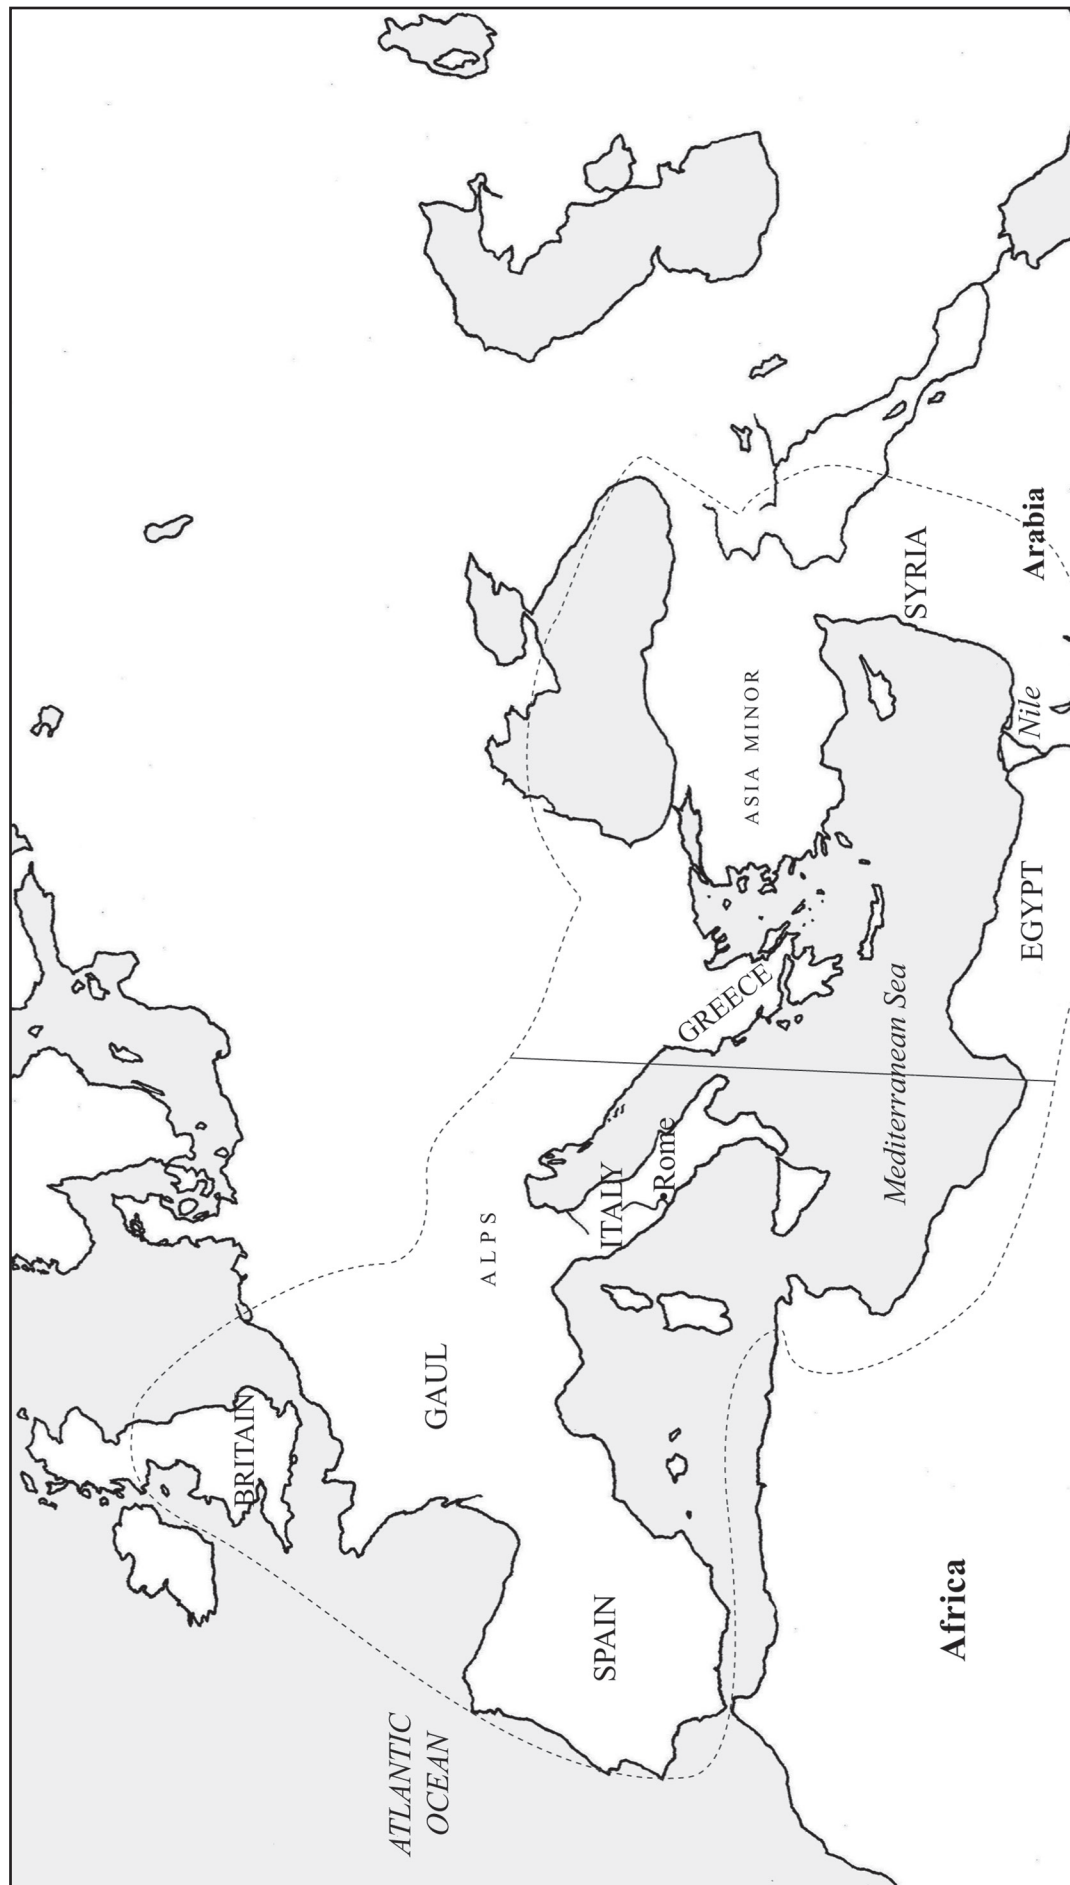 BRITAIN
ATLANTIC
OCEAN
GAUL
ALPS
SPAIN
ITALY
Rome
GREECE
ASIA MINOR
SYRIA
Mediterranean Sea
Africa
EGYPT
Nile
Arabia